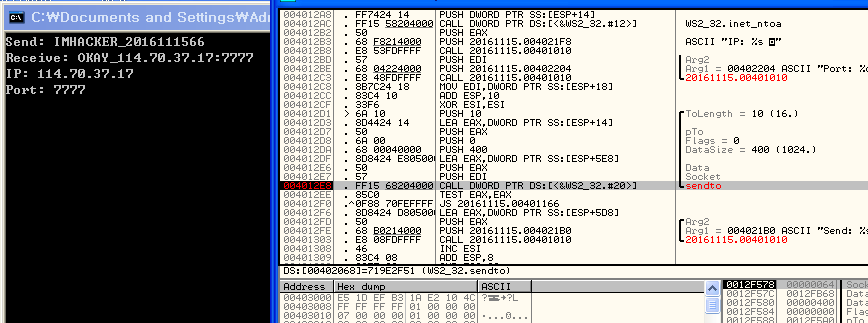 C:\Documents and Settings\Ad
Send: IMHACKER_2016111566
Receive: OKAY_114.70.37.17:7777
IP: 114.70.37.17
Port: 7777
004012A8 . FF7424 14 PUSH DWORD PTR SS:[ESP+14]
004012AC . FF15 58204000 CALL DWORD PTR DS:[<&WS2_32.#12>] WS2_32.inet_ntoa
004012B2 . 50 PUSH EAX
004012B3 . 68 F8214000 PUSH 20161115.004021F8 ASCII "IP: %s
004012B8 . E8 53FDFFFF CALL 20161115.00401010
004012BD . 57 PUSH EDI Arg2
004012BE . 68 04224000 PUSH 20161115.00402204 Arg1 = 00402204 ASCII "Port: %
004012C3 . E8 48FDFFFF CALL 20161115.00401010 20161115.00401010
004012C8 . 8B7C24 18 MOV EDI,DWORD PTR SS:[ESP+18]
004012CC . 83C4 10 ADD ESP,10
004012CF . 33F6 XOR ESI,ESI
004012D1 > 6A 10 PUSH 10 ToLength = 10 (16.)
004012D3 . 8D4424 14 LEA EAX,DWORD PTR SS:[ESP+14]
004012D7 . 50 PUSH EAX pTo
004012D8 . 6A 00 PUSH 0 Flags = 0
004012DA . 68 00040000 PUSH 400 DataSize = 400 (1024.)
004012DF . 8D8424 E80500 LEA EAX,DWORD PTR SS:[ESP+5E8]
004012E6 . 50 PUSH EAX Data
004012E7 . 57 PUSH EDI Socket
004012E8 . FF15 68204000 CALL DWORD PTR DS:[<&WS2_32.#20>] sendto
004012EE . 85C0 TEST EAX,EAX
004012F0 .^0F88 70FEFFFF JS 20161115.00401166
004012F6 . 8D8424 D80500 LEA EAX,DWORD PTR SS:[ESP+5D8]
004012FD . 50 PUSH EAX Arg2
004012FE . 68 B0214000 PUSH 20161115.004021B0 Arg1 = 004021B0 ASCII "Send: %
00401303 . E8 08FDFFFF CALL 20161115.00401010 20161115.00401010
00401308 . 46 INC ESI
00401309 . 83C4 08 ADD ESP,8
DS:[00402068]=719E2F51 (WS2_32.sendto)
Address Hex dump ASCII
00403000 E5 1D EF B3 1A E2 10 4C
00403008 FF FF FF FF 01 00 00 00
00403010 07 00 00 00 01 00 00 00
0012F578 00000064 Sock
0012F57C 0012FB68 Data
0012F580 00000400 Data
0012F584 00000000 Flag
0012F588 0012F5A0 pTo